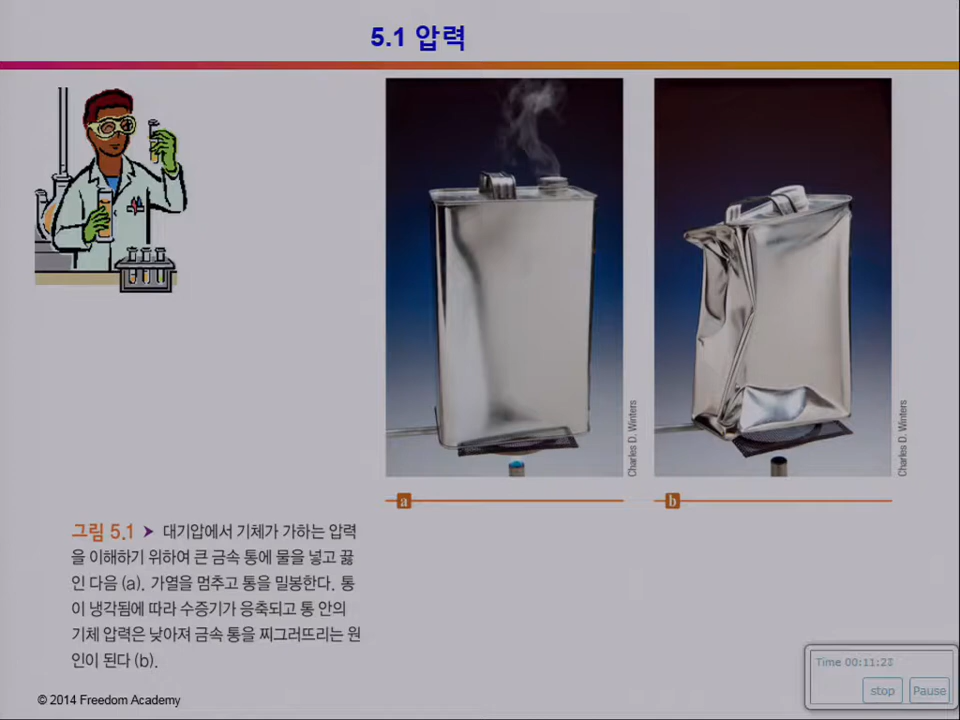 5.1 압력
Charles D. Winters
Charles D. Winters
a
b
그림 5.1 ➤ 대기압에서 기체가 가하는 압력
을 이해하기 위하여 큰 금속 통에 물을 넣고 끓
인 다음 (a). 가열을 멈추고 통을 밀봉한다. 통
이 냉각됨에 따라 수증기가 응축되고 통 안의
기체 압력은 낮아져 금속 통을 찌그러뜨리는 원
인이 된다 (b).
Time 00:11:28
stop Pause
© 2014 Freedom Academy